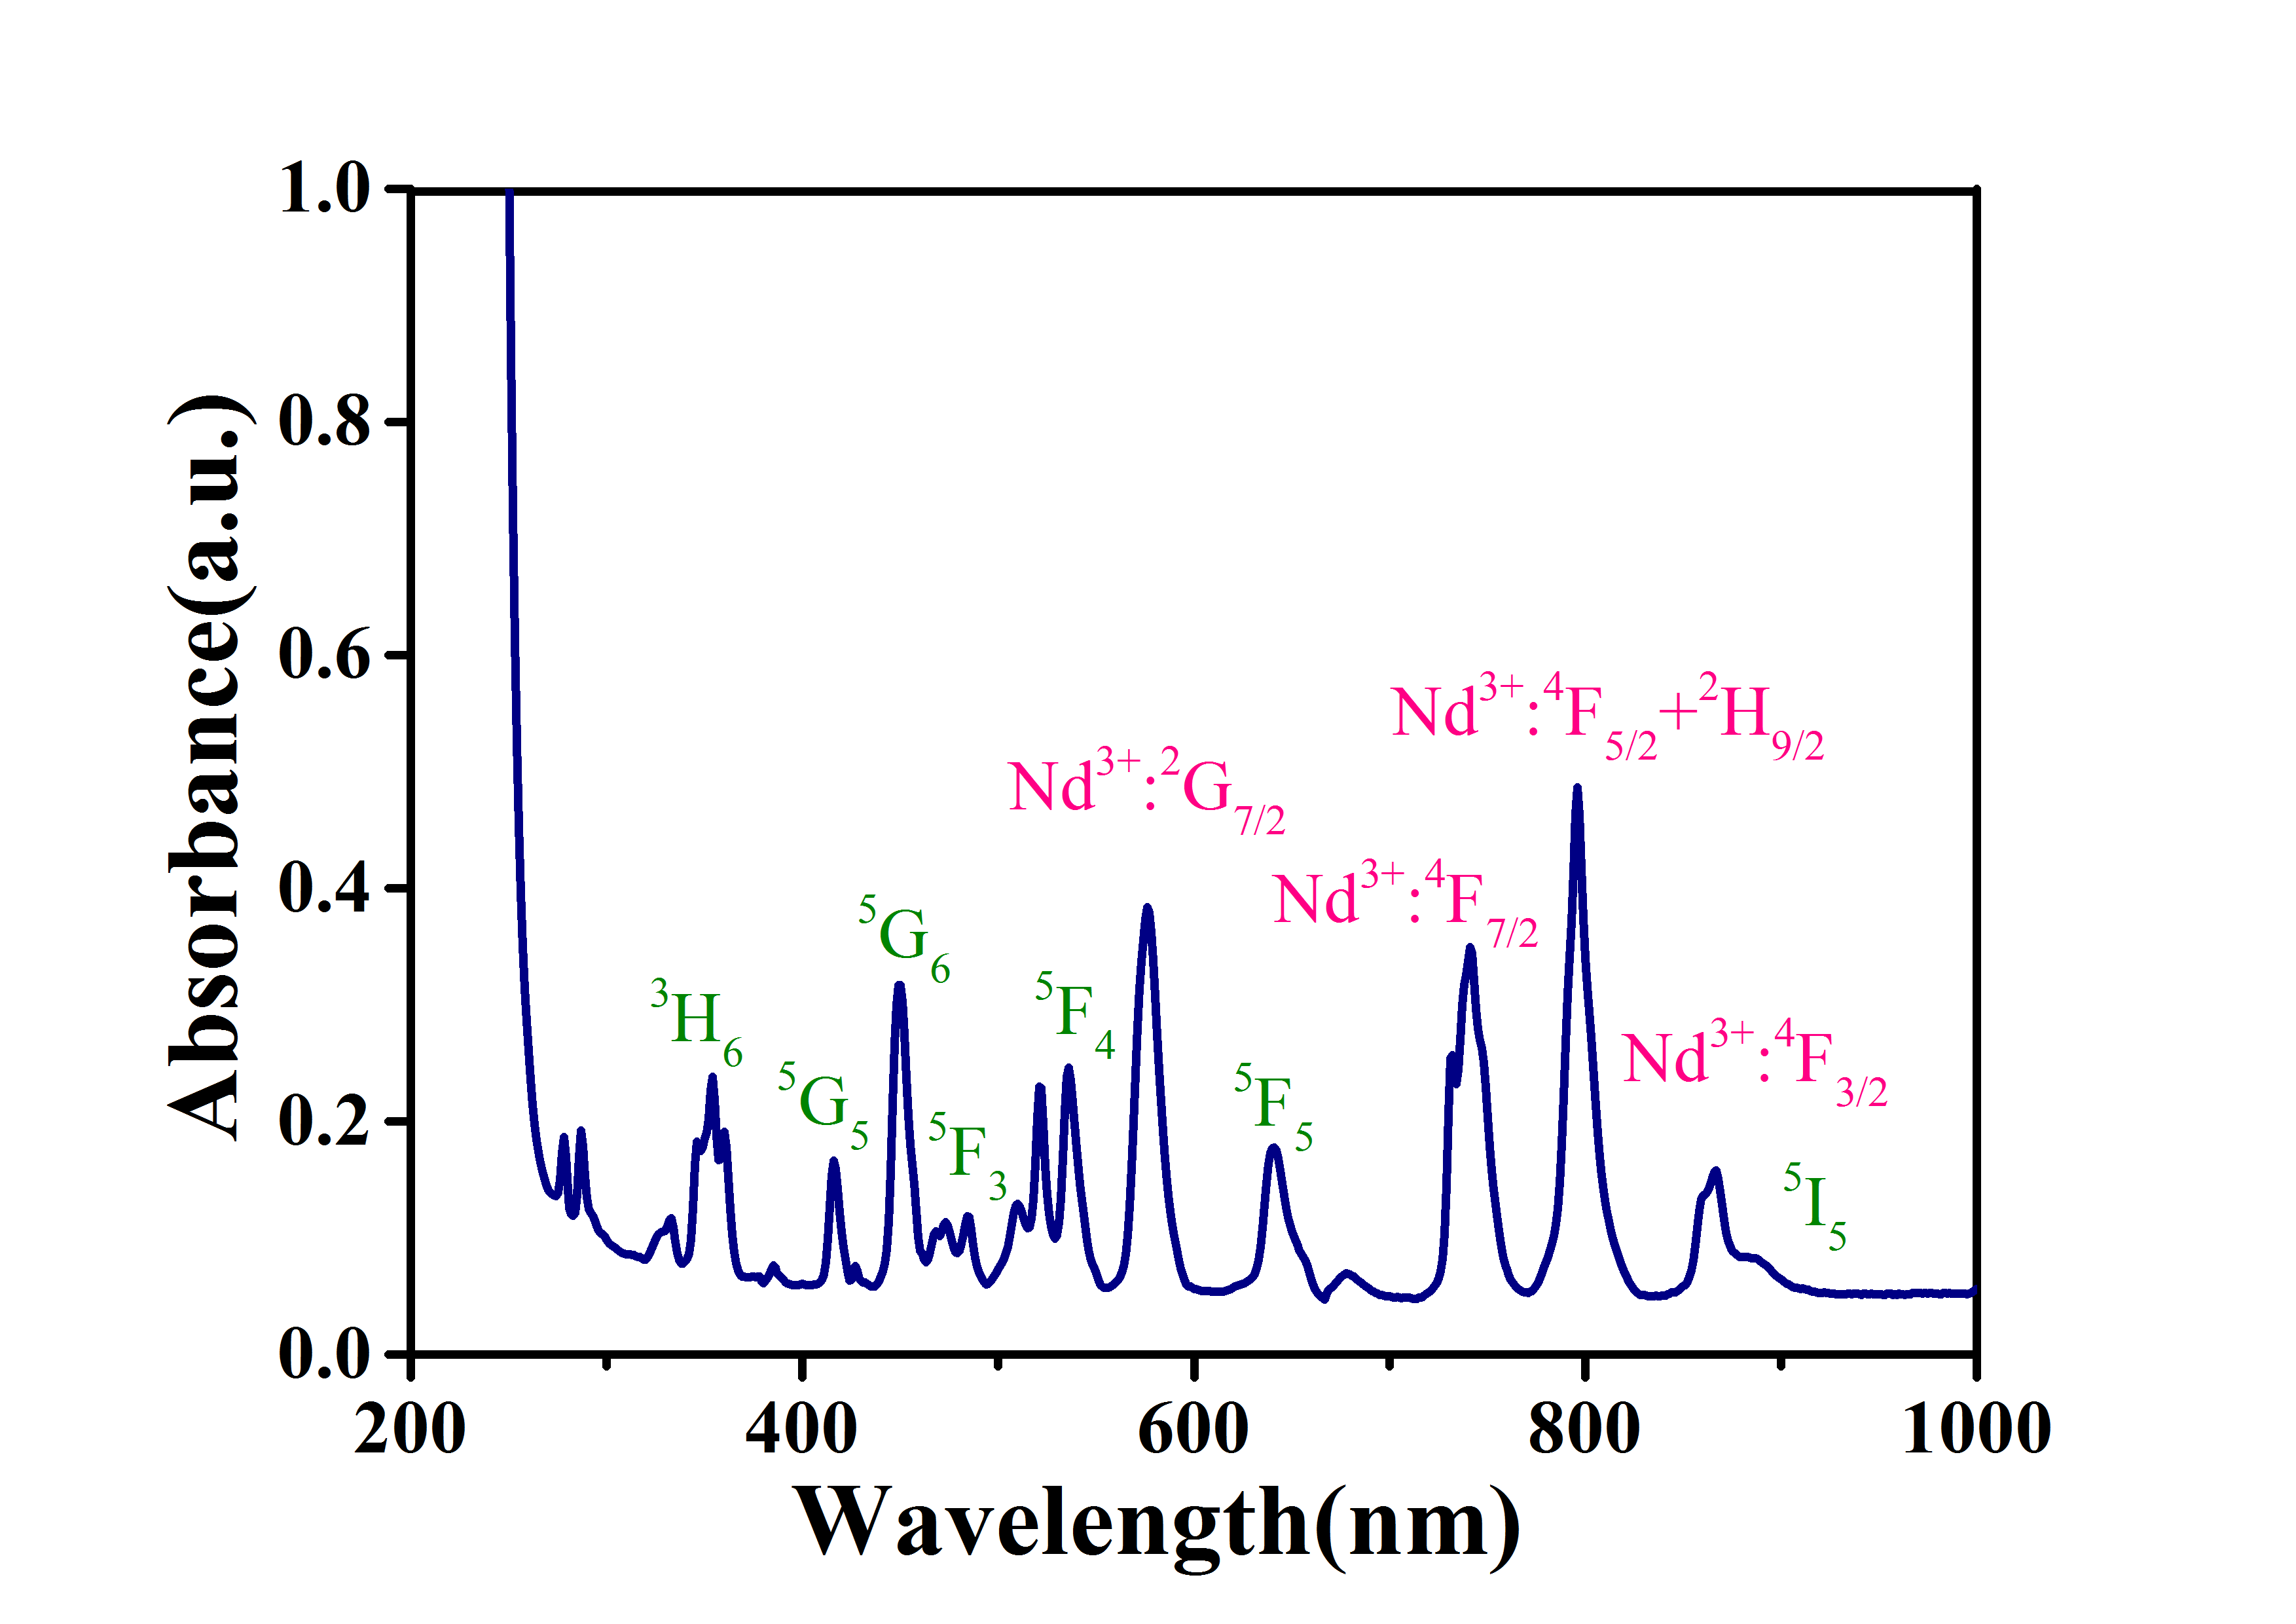 Absorbance(a.u.)
1.0
0.8
0.6
0.4
0.2
0.0
Nd³⁺:⁴F₅/₂+²H₉/₂
Nd³⁺:²G₇/₂
Nd³⁺:⁴F₇/₂
⁵G₆
³H₆
⁵F₄
Nd³⁺:⁴F₃/₂
⁵G₅
⁵F₅
⁵F₃
⁵I₅
200 400 600 800 1000
Wavelength(nm)